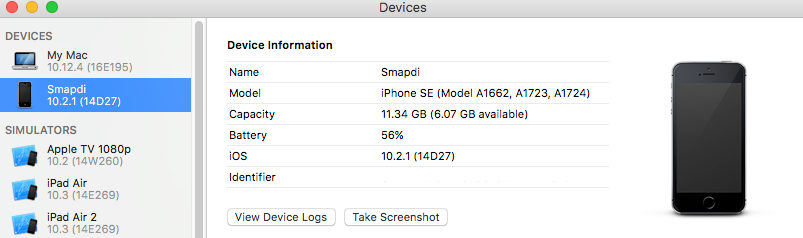 Devices
DEVICES
My Mac
10.12.4 (16E195)
Smapdi
10.2.1 (14D27)
SIMULATORS
Apple TV 1080p
10.2 (14W260)
iPad Air
10.3 (14E269)
iPad Air 2
10.3 (14E269)
Device Information
Name Smapdi
Model iPhone SE (Model A1662, A1723, A1724)
Capacity 11.34 GB (6.07 GB available)
Battery 56%
iOS 10.2.1 (14D27)
Identifier
View Device Logs Take Screenshot